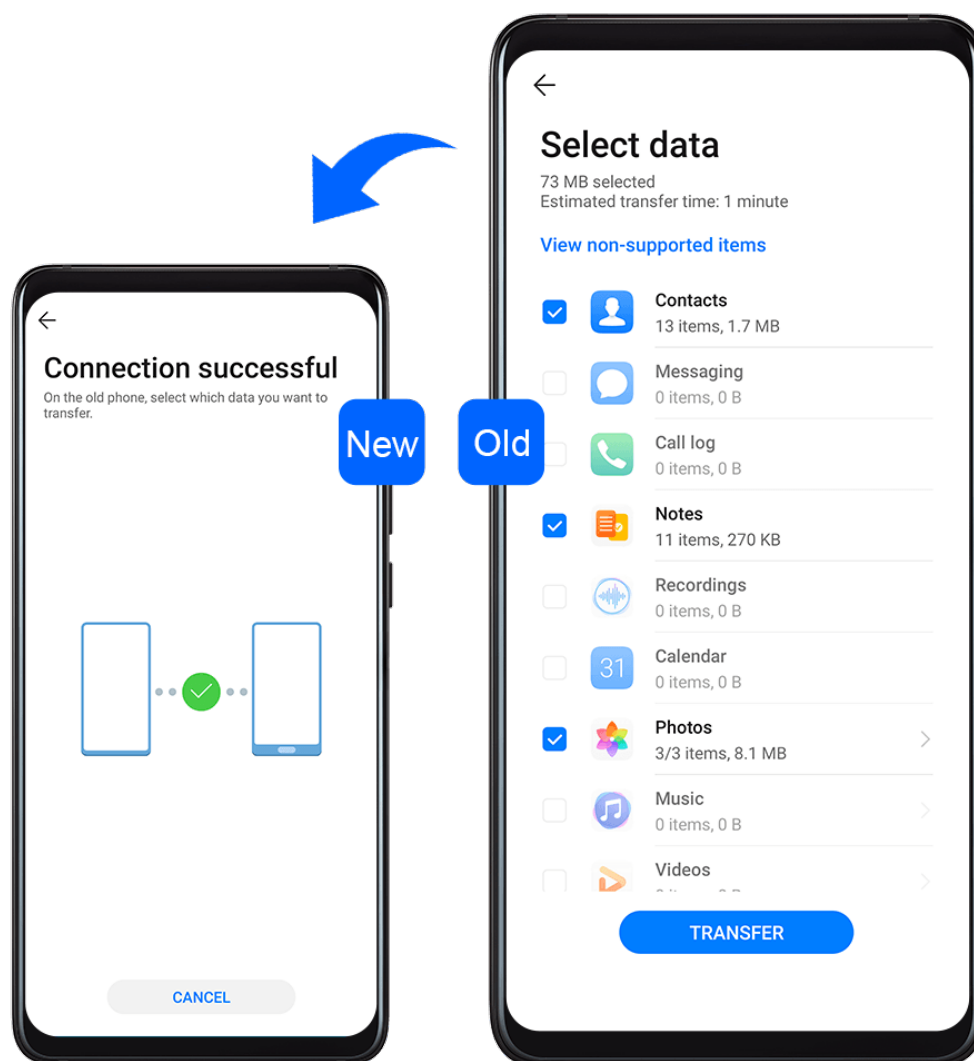 Connection successful
On the old phone, select which data you want to
transfer.
New
CANCEL
Old
Select data
73 MB selected
Estimated transfer time: 1 minute
View non-supported items
Contacts
13 items, 1.7 MB
Messaging
0 items, 0 B
Call log
0 items, 0 B
Notes
11 items, 270 KB
Recordings
0 items, 0 B
31
Calendar
0 items, 0 B
Photos
3/3 items, 8.1 MB
Music
0 items, 0 B
Videos
TRANSFER